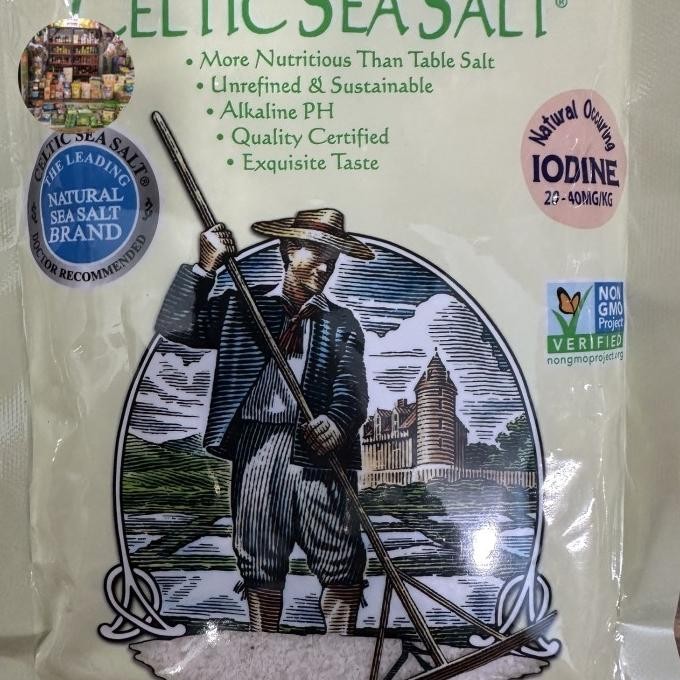 CELTIC SEA SALT®
• More Nutritious Than Table Salt
• Unrefined & Sustainable
• Alkaline PH
• Quality Certified
• Exquisite Taste
CELTIC SEA SALT®
THE LEADING
NATURAL
SEA SALT
BRAND
DOCTOR RECOMMENDED
Natural Occuring
IODINE
20-40MG/KG
NON
GMO
Project
VERIFIED
nongmoproject.org